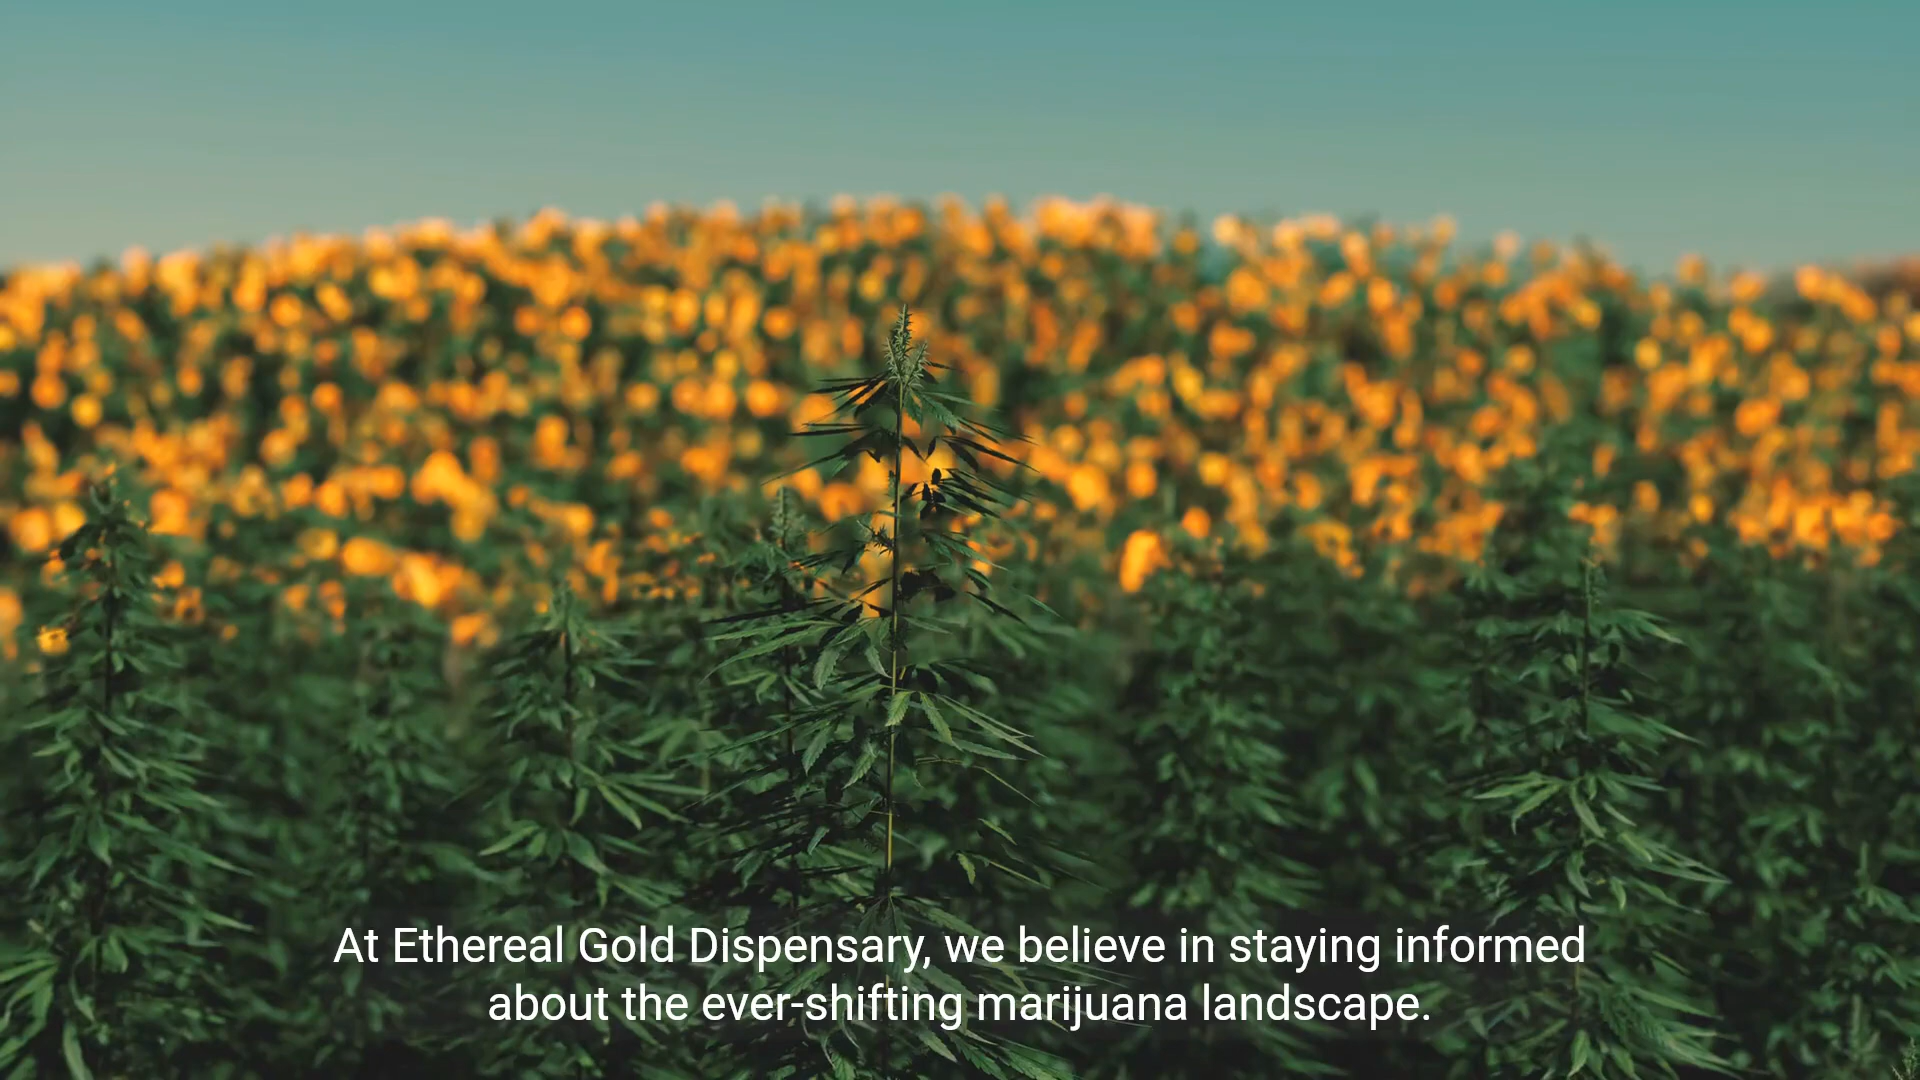 At Ethereal Gold Dispensary, we believe in staying informed
about the ever-shifting marijuana landscape.